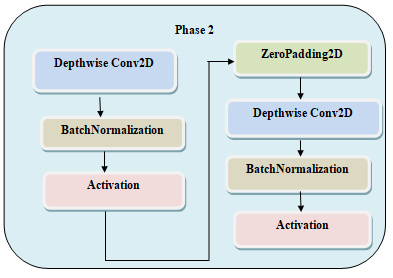 Phase 2
Depthwise Conv2D
BatchNormalization
Activation
ZeroPadding2D
Depthwise Conv2D
BatchNormalization
Activation